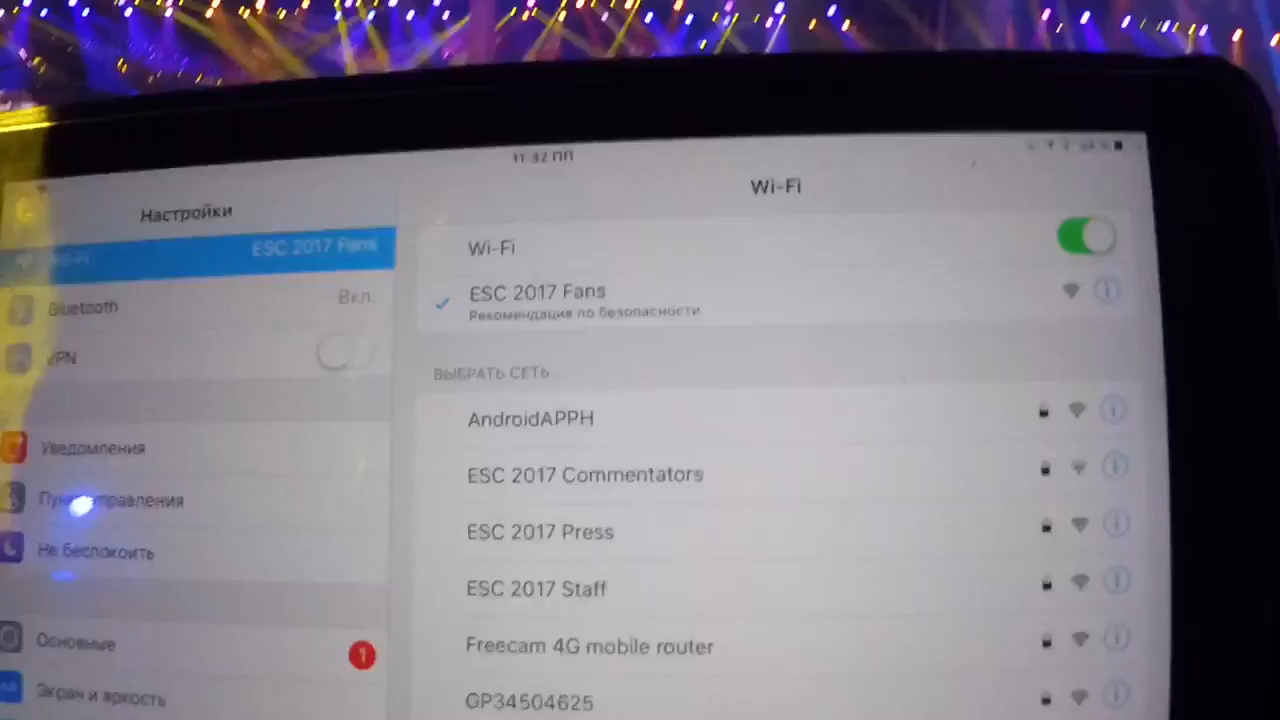 11:32 ПП
Настройки
Wi-Fi
ESC 2017 Fans
Bluetooth
Вкл.
VPN
Уведомления
Не беспокоить
Основные
1
Экран и яркость
Wi-Fi
Wi-Fi
ESC 2017 Fans
Рекомендация по безопасности
ВЫБРАТЬ СЕТЬ...
AndroidAPPH
ESC 2017 Commentators
ESC 2017 Press
ESC 2017 Staff
Freecam 4G mobile router
GP34504625